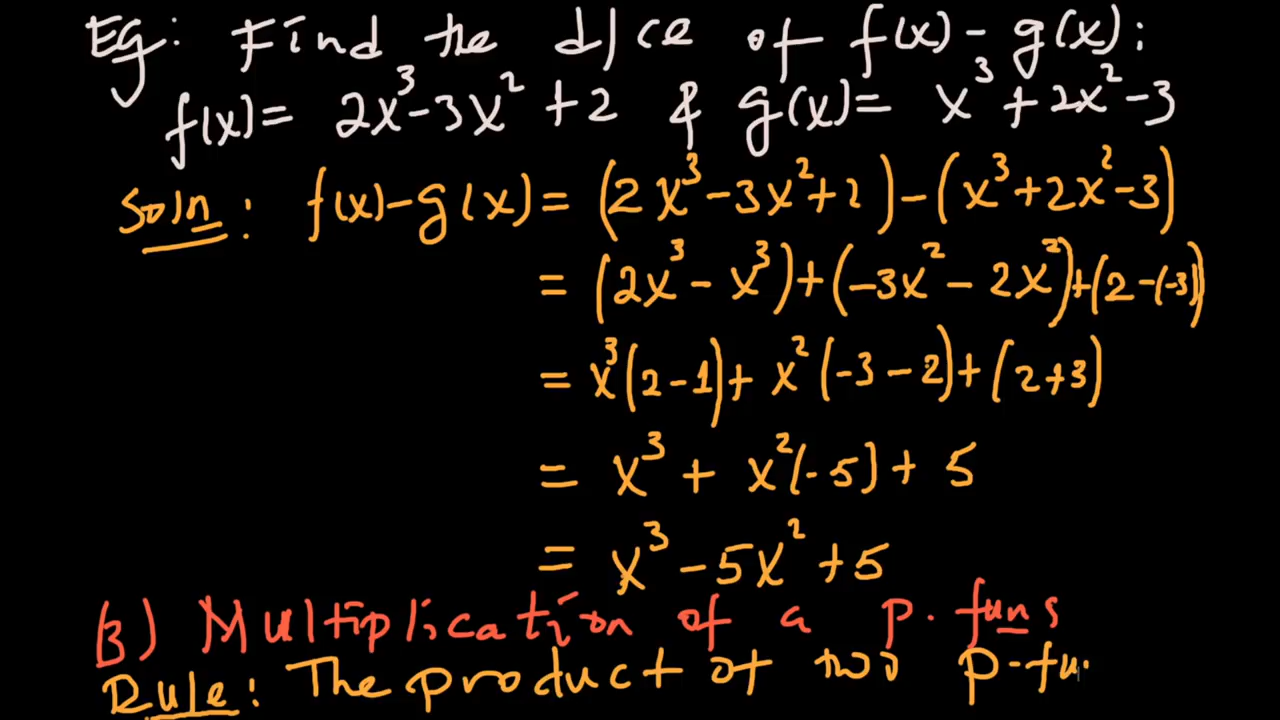 Eg: Find the d/ce of f(x) - g(x):
f(x) = 2x³ - 3x² + 2 & g(x) = x³ + 2x² - 3
Soln: f(x) - g(x) = (2x³ - 3x² + 2) - (x³ + 2x² - 3)
= (2x³ - x³) + (-3x² - 2x²) + (2 - (-3))
= x³(2 - 1) + x²(-3 - 2) + (2 + 3)
= x³ + x²(-5) + 5
= x³ - 5x² + 5
B) Multiplication of a p. funs
Rule: The product of two p-fu